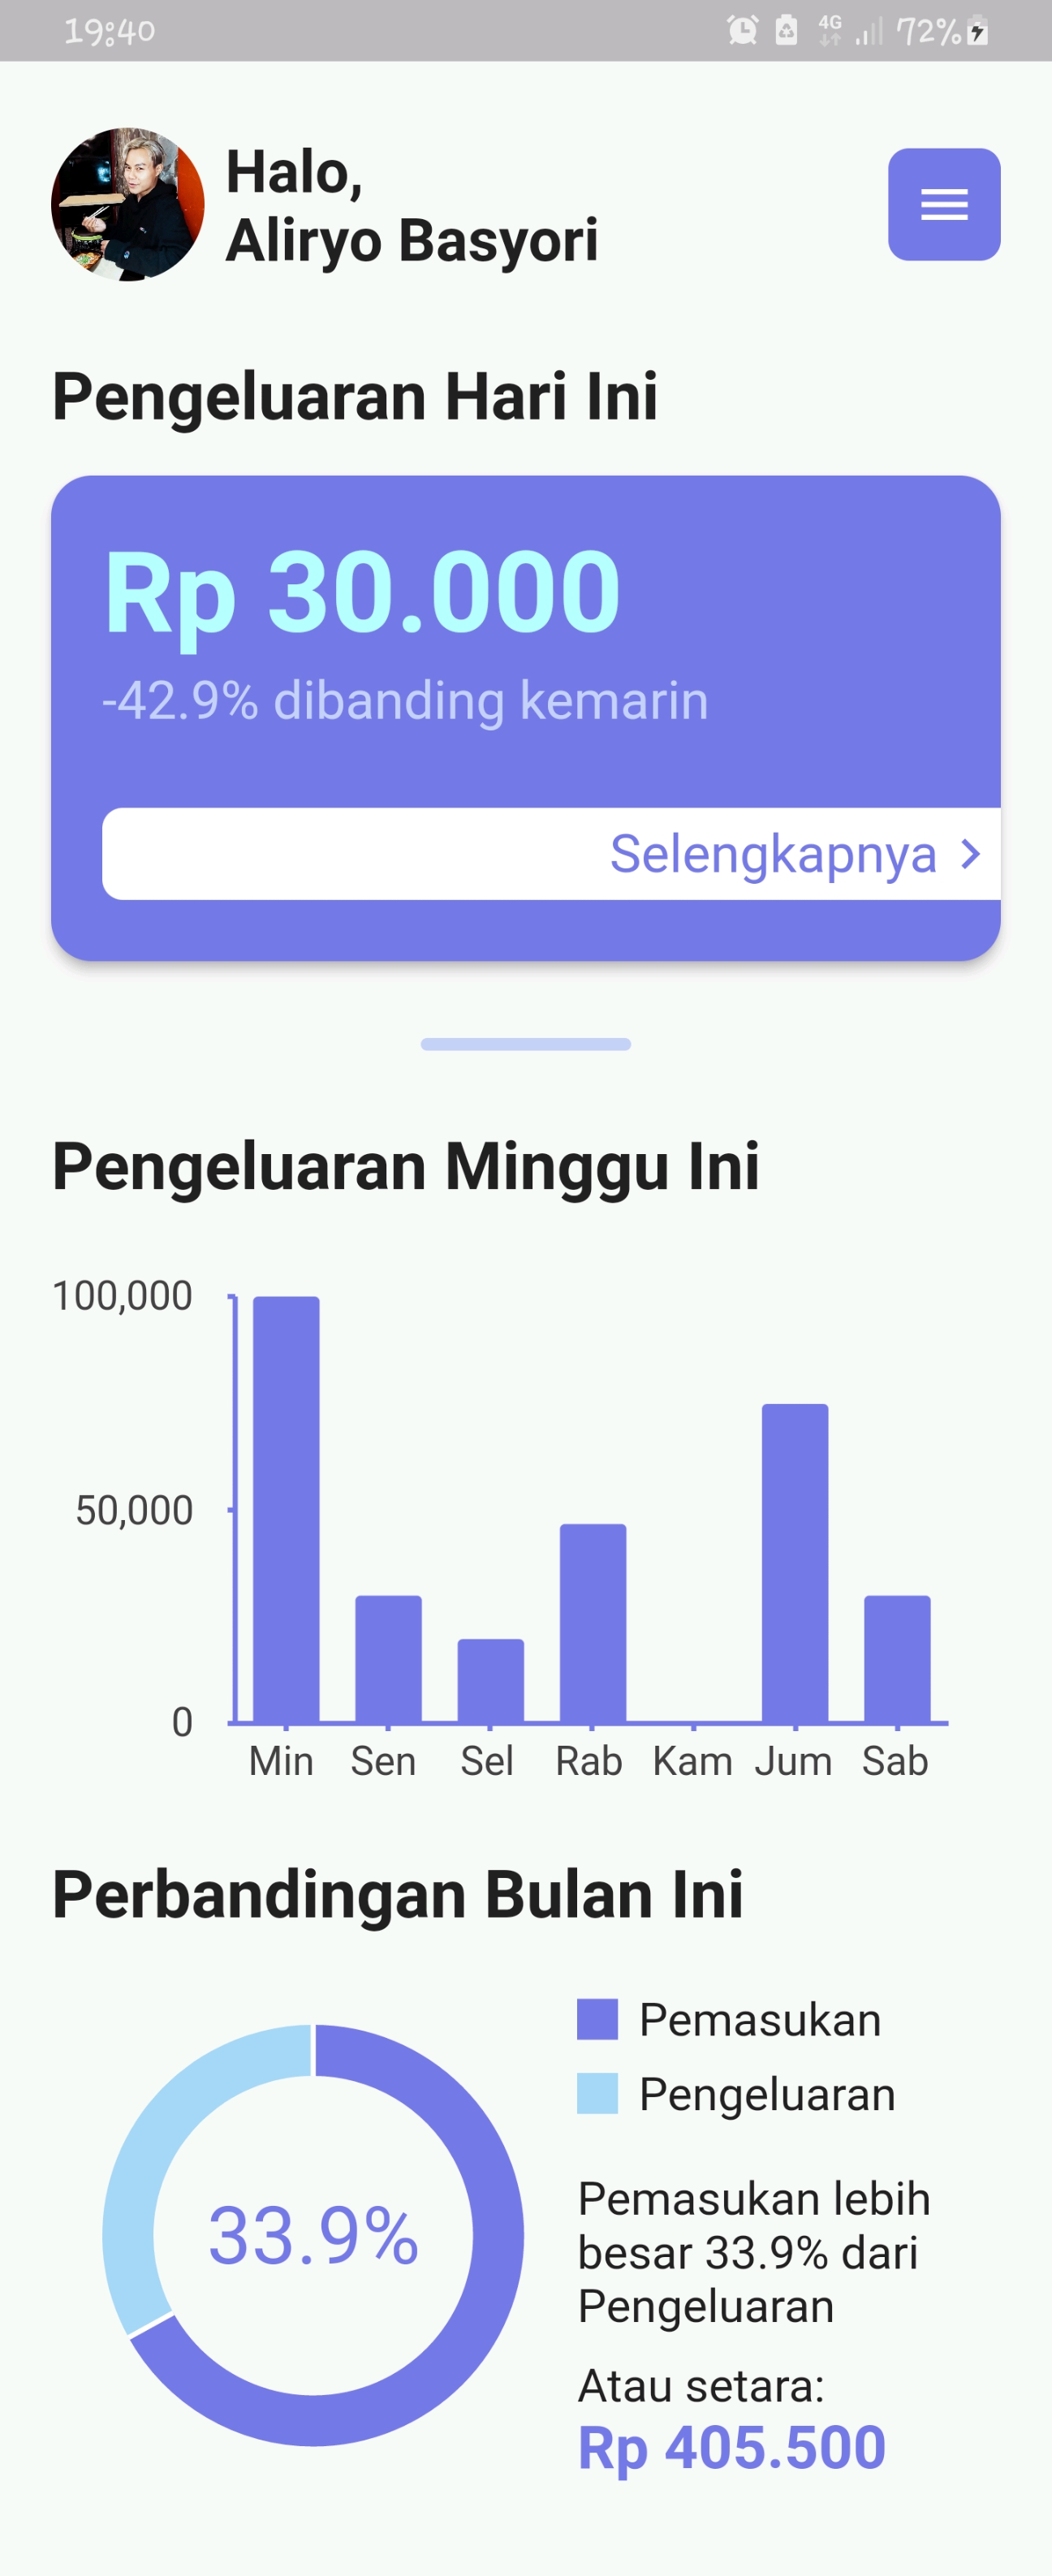 19:40
4G
72%
Halo,
Aliryo Basyori
Pengeluaran Hari Ini
Rp 30.000
-42.9% dibanding kemarin
Selengkapnya
Pengeluaran Minggu Ini
100,000
50,000
0
Min Sen Sel Rab Kam Jum Sab
Perbandingan Bulan Ini
33.9%
Pemasukan
Pengeluaran
Pemasukan lebih
besar 33.9% dari
Pengeluaran
Atau setara:
Rp 405.500